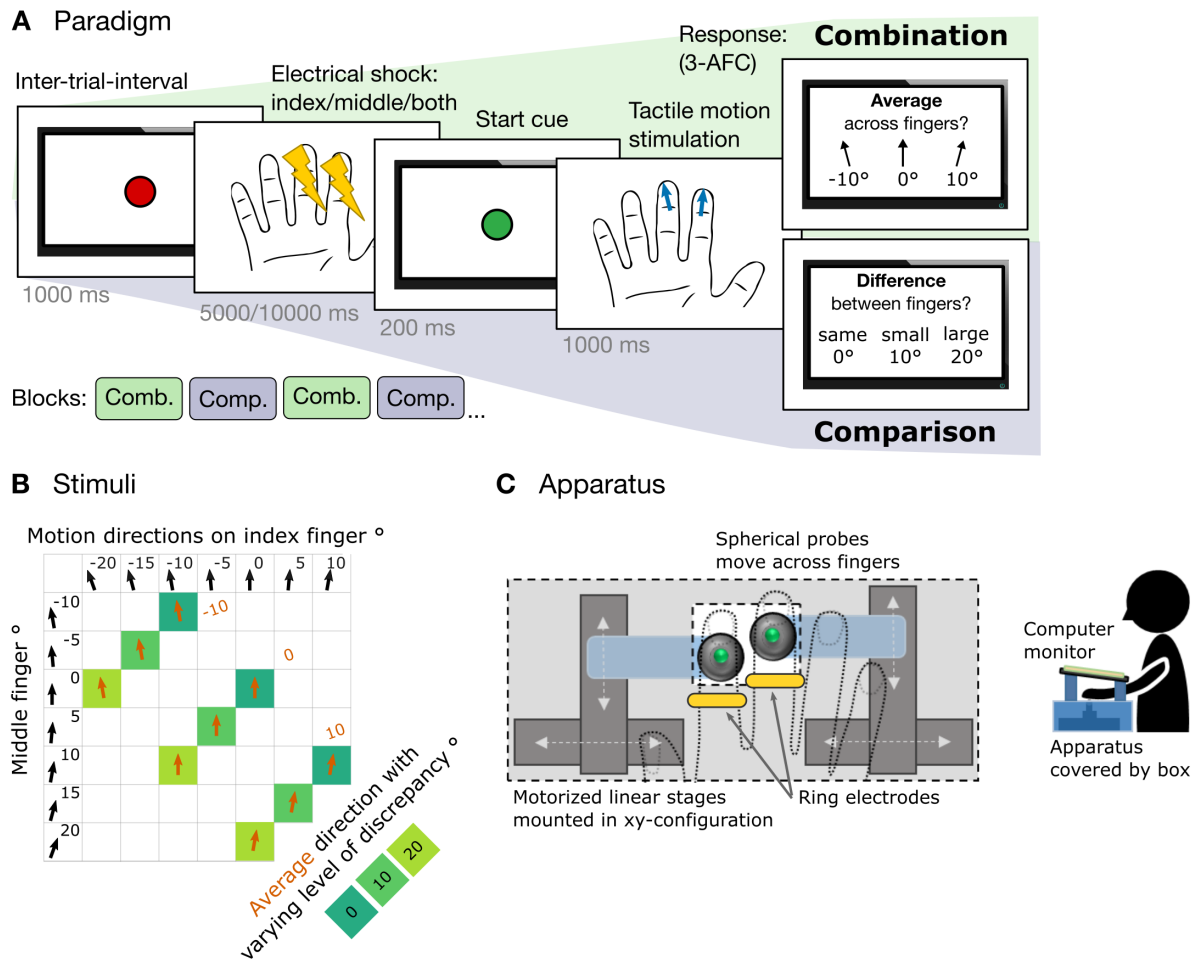 A Paradigm
Inter-trial-interval
Electrical shock:
index/middle/both
Start cue
Tactile motion
stimulation
Response:
(3-AFC)
Combination
Average
across fingers?
-10° 0° 10°
Difference
between fingers?
same small large
0° 10° 20°
Comparison
1000 ms
5000/10000 ms
200 ms
1000 ms
Blocks: Comb. Comp. Comb. Comp. ...
B Stimuli
Motion directions on index finger °
-20 -15 -10 -5 0 5 10
Middle finger °
-10
-5
0
5
10
15
20
-10
0
10
Average direction with
varying level of discrepancy °
0 10 20
C Apparatus
Spherical probes
move across fingers
Motorized linear stages
mounted in xy-configuration
Ring electrodes
Computer
monitor
Apparatus
covered by box